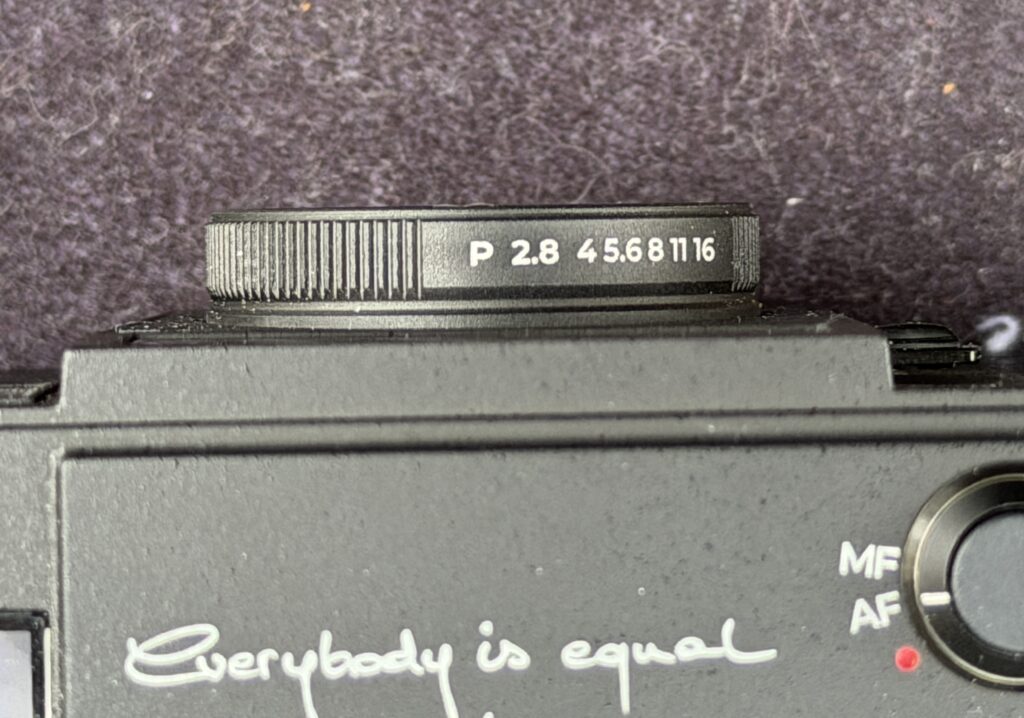 P 2.8 4 5.6 8 11 16
MF
AF
Everybody is equal